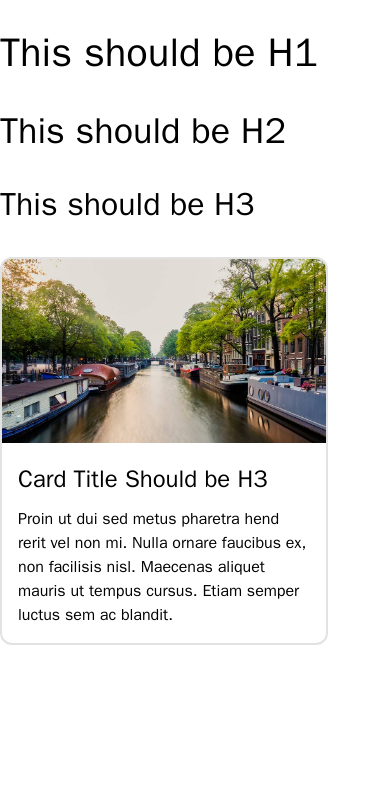 This should be H1
This should be H2
This should be H3
Card Title Should be H3
Proin ut dui sed metus pharetra hend
rerit vel non mi. Nulla ornare faucibus ex,
non facilisis nisl. Maecenas aliquet
mauris ut tempus cursus. Etiam semper
luctus sem ac blandit.